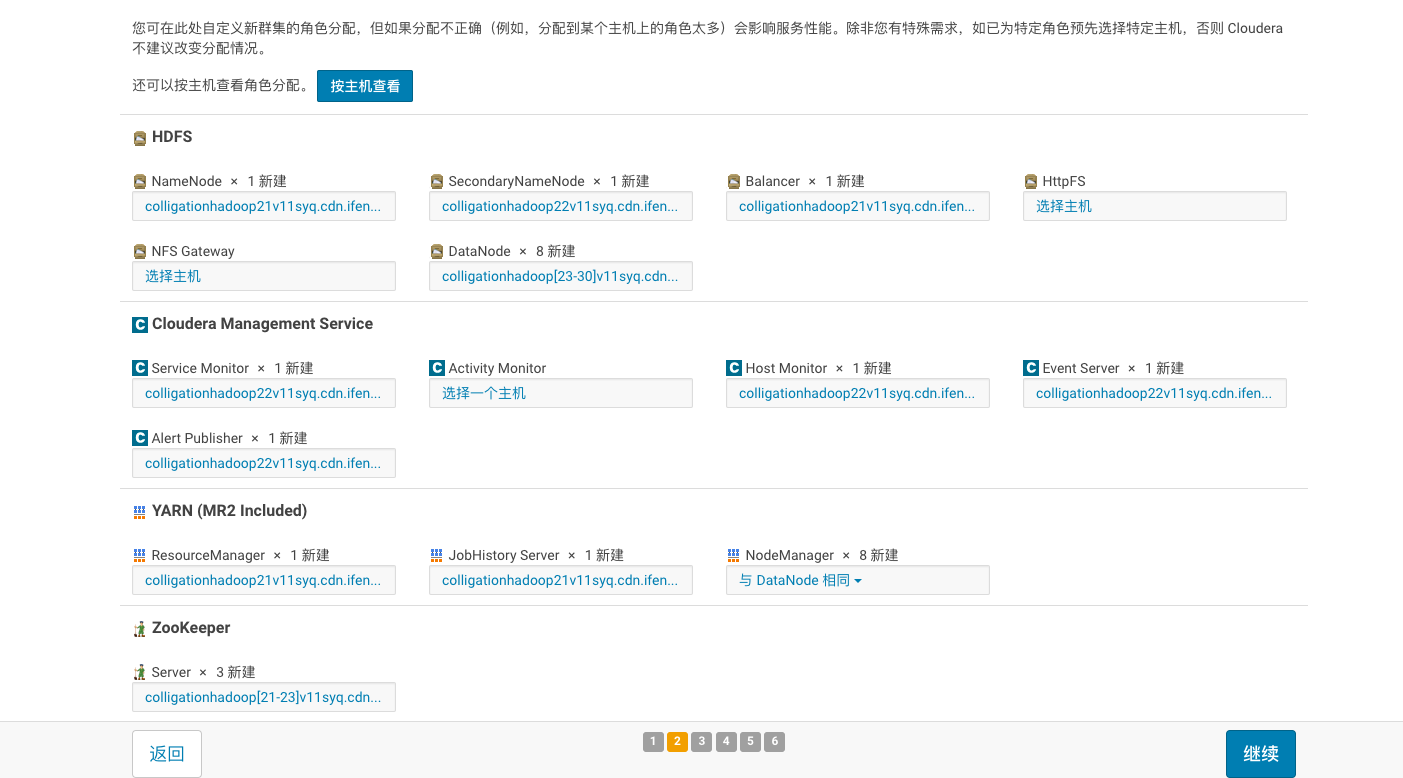 您可在此处自定义新群集的角色分配，但如果分配不正确（例如，分配到某个主机上的角色太多）会影响服务性能。除非您有特殊需求，如已为特定角色预先选择特定主机，否则 Cloudera
不建议改变分配情况。
还可以按主机查看角色分配。 按主机查看
HDFS
NameNode × 1 新建 SecondaryNameNode × 1 新建 Balancer × 1 新建 HttpFS
colligationhadoop21v11syq.cdn.ifen... colligationhadoop22v11syq.cdn.ifen... colligationhadoop21v11syq.cdn.ifen... 选择主机
NFS Gateway DataNode × 8 新建
选择主机 colligationhadoop[23-30]v11syq.cdn...
C Cloudera Management Service
C Service Monitor × 1 新建 C Activity Monitor C Host Monitor × 1 新建 C Event Server × 1 新建
colligationhadoop22v11syq.cdn.ifen... 选择一个主机 colligationhadoop22v11syq.cdn.ifen... colligationhadoop22v11syq.cdn.ifen...
C Alert Publisher × 1 新建
colligationhadoop22v11syq.cdn.ifen...
YARN (MR2 Included)
ResourceManager × 1 新建 JobHistory Server × 1 新建 NodeManager × 8 新建
colligationhadoop21v11syq.cdn.ifen... colligationhadoop21v11syq.cdn.ifen... 与 DataNode 相同
ZooKeeper
Server × 3 新建
colligationhadoop[21-23]v11syq.cdn...
返回 1 2 3 4 5 6 继续